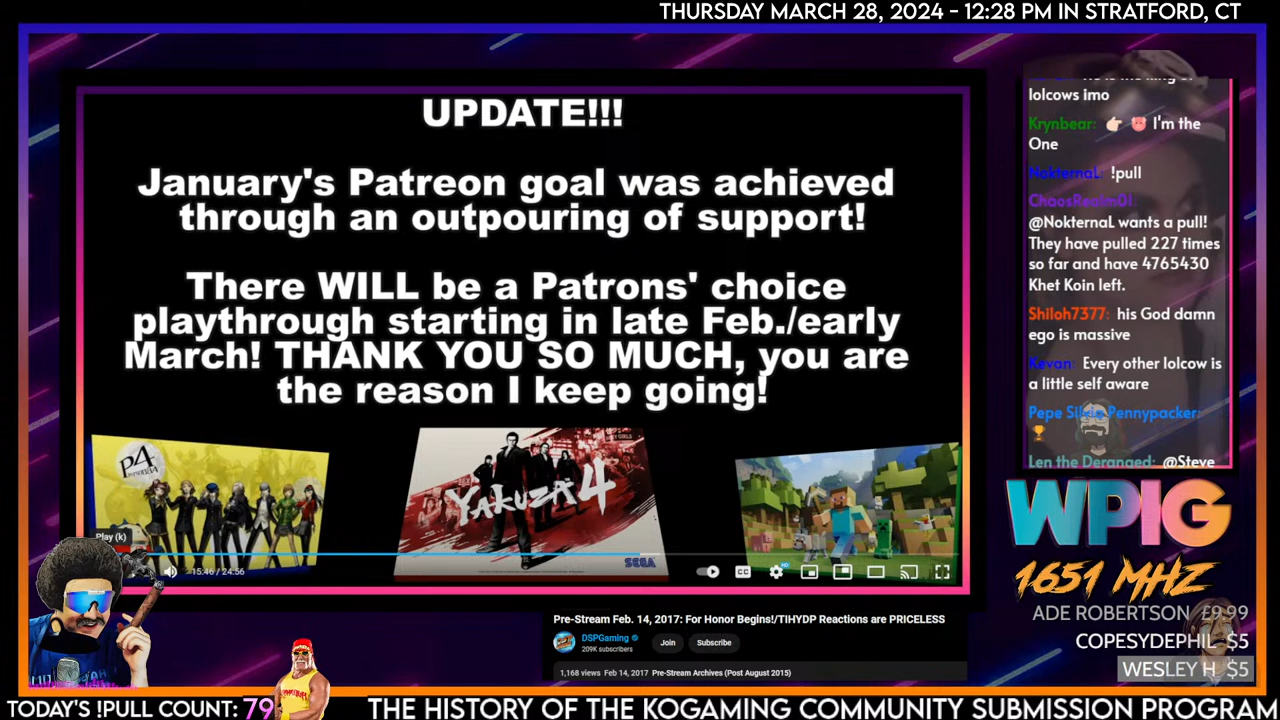 THURSDAY MARCH 28, 2024 - 12:28 PM IN STRATFORD, CT
UPDATE!!!
January's Patreon goal was achieved
through an outpouring of support!
There WILL be a Patrons' choice
playthrough starting in late Feb./early
March! THANK YOU SO MUCH, you are
the reason I keep going!
P4
YAKUZA 4
SEGA
Play (k)
15:46 / 24:56
CC
HD
Pre-Stream Feb. 14, 2017: For Honor Begins!/TIHYDP Reactions are PRICELESS
DSPGaming
209K subscribers
Join
Subscribe
1,168 views Feb 14, 2017 Pre-Stream Archives (Post August 2015)
lolcows imo
Krynbear: 👉🏻 🐷 I'm the
One
NokternaL: !pull
ChaosRealm01:
@NokternaL wants a pull!
They have pulled 227 times
so far and have 4765430
Khet Koin left.
Shiloh7377: his God damn
ego is massive
Kevan: Every other lolcow is
a little self aware
Pepe Silvia Pennypacker:
🏆
Len the Deranged: @Steve
WPIG
1651 MHZ
ADE ROBERTSON £9.99
COPESYDEPHIL $5
WESLEY H $5
TODAY'S !PULL COUNT: 79
THE HISTORY OF THE KOGAMING COMMUNITY SUBMISSION PROGRAM